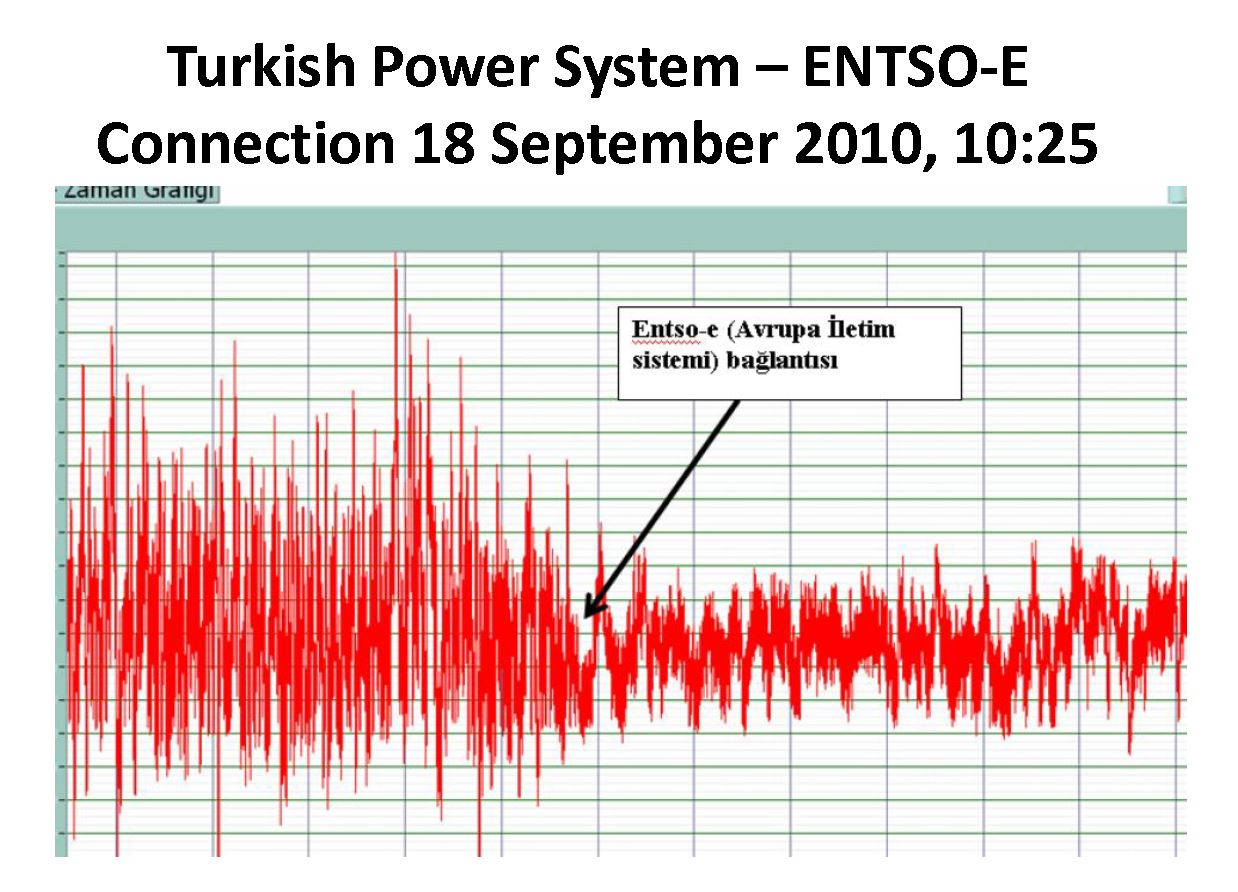 Turkish Power System – ENTSO-E
Connection 18 September 2010, 10:25
Zaman Grafiği
Entso-e (Avrupa İletim
sistemi) bağlantısı